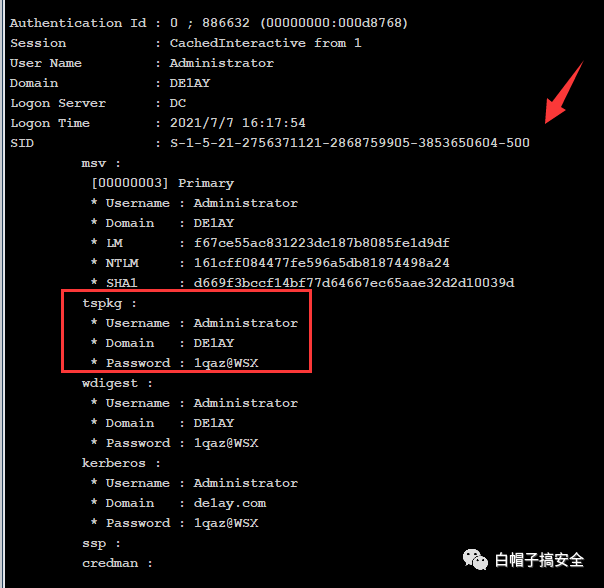 Authentication Id : 0 ; 886632 (00000000:000d8768)
Session : CachedInteractive from 1
User Name : Administrator
Domain : DE1AY
Logon Server : DC
Logon Time : 2021/7/7 16:17:54
SID : S-1-5-21-2756371121-2868759905-3853650604-500
msv :
[00000003] Primary
* Username : Administrator
* Domain : DE1AY
* LM : f67ce55ac831223dc187b8085fe1d9df
* NTLM : 161cff084477fe596a5db81874498a24
* SHA1 : d669f3bccf14bf77d64667ec65aae32d2d10039d
tspkg :
* Username : Administrator
* Domain : DE1AY
* Password : 1qaz@WSX
wdigest :
* Username : Administrator
* Domain : DE1AY
* Password : 1qaz@WSX
kerberos :
* Username : Administrator
* Domain : de1ay.com
* Password : 1qaz@WSX
ssp :
credman :
白帽子搞安全